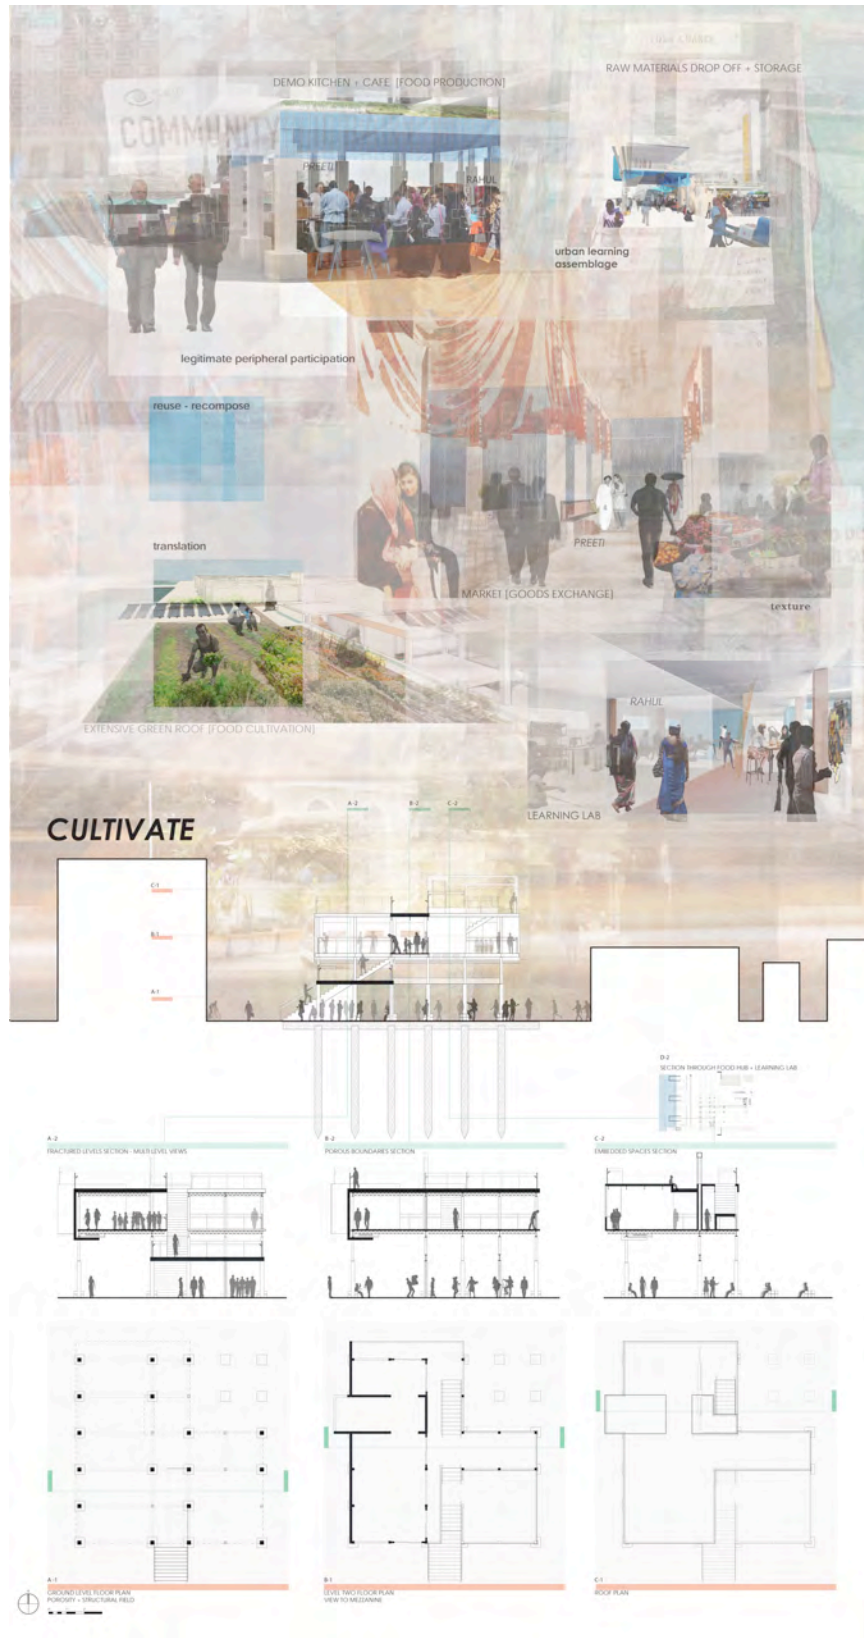 DEMO KITCHEN + CAFE [FOOD PRODUCTION]
RAW MATERIALS DROP OFF + STORAGE
COMMUNITY
PREETI
RAHUL
urban learning
assemblage
legitimate peripheral participation
reuse - recompose
translation
PREETI
MARKET [GOODS EXCHANGE]
texture
RAHUL
EXTENSIVE GREEN ROOF [FOOD CULTIVATION]
LEARNING LAB
CULTIVATE
A-2
B-2
C-2
C-1
B-1
A-1
D-2
SECTION THROUGH FOOD HUB + LEARNING LAB
A-2
FRACTURED LEVELS SECTION - MULTI LEVEL VIEWS
B-2
POROUS BOUNDARIES SECTION
C-2
EMBEDDED SPACES SECTION
A-1
GROUND LEVEL FLOOR PLAN
POROSITY + STRUCTURAL FIELD
B-1
LEVEL TWO FLOOR PLAN
VIEW TO MEZZANINE
C-1
ROOF PLAN